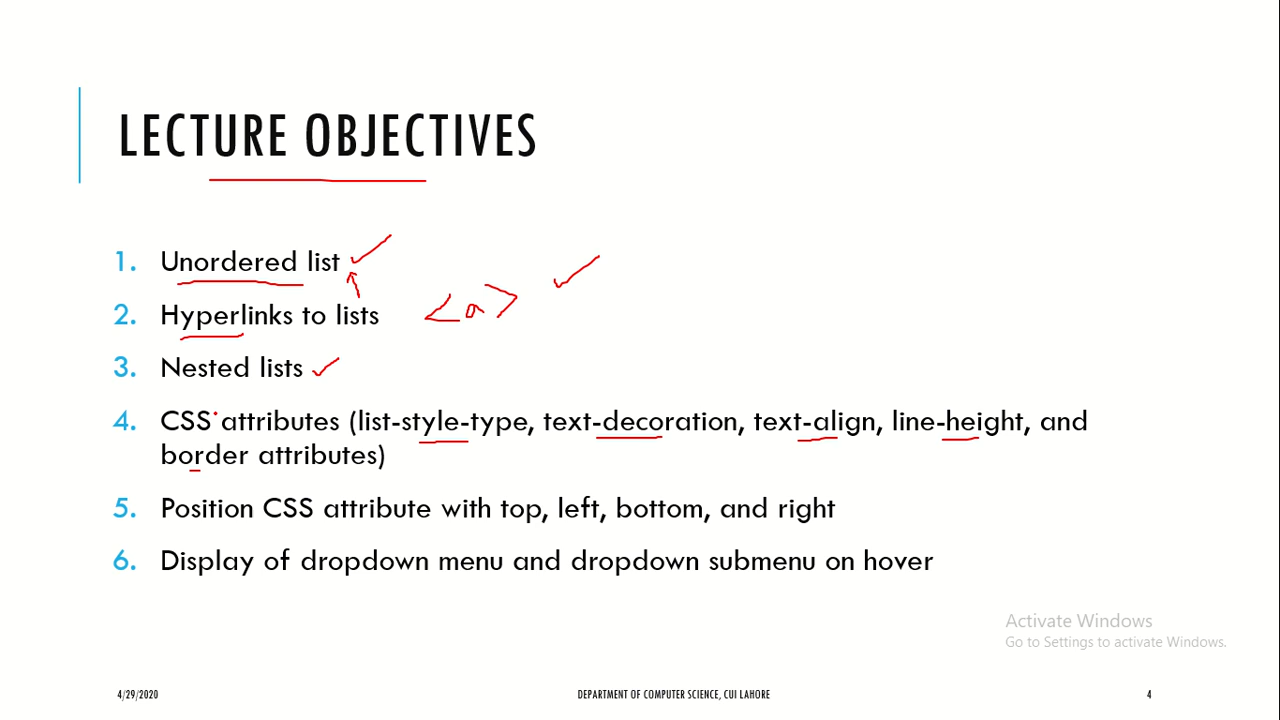 LECTURE OBJECTIVES
1. Unordered list
2. Hyperlinks to lists <a>
3. Nested lists
4. CSS attributes (list-style-type, text-decoration, text-align, line-height, and
border attributes)
5. Position CSS attribute with top, left, bottom, and right
6. Display of dropdown menu and dropdown submenu on hover
Activate Windows
Go to Settings to activate Windows.
4/29/2020 DEPARTMENT OF COMPUTER SCIENCE, CUI LAHORE 4